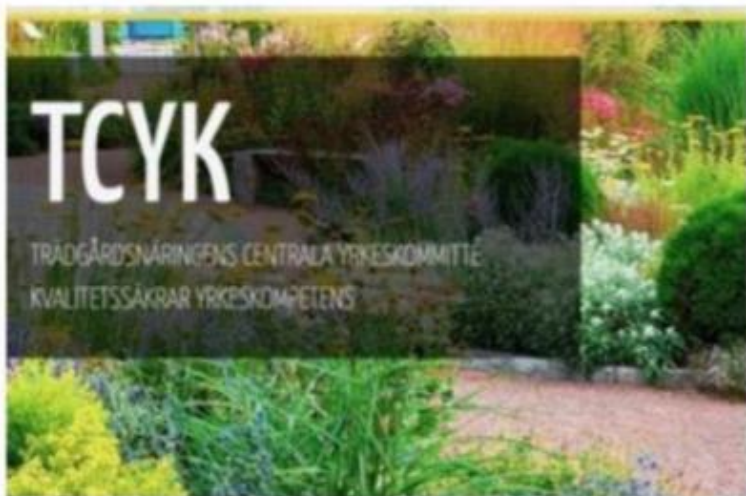 TCYK
TRÄDGÅRDSNÄRINGENS CENTRALA YRKESKOMMITTÉ
KVALITETSSÄKRAR YRKESKOMPETENS